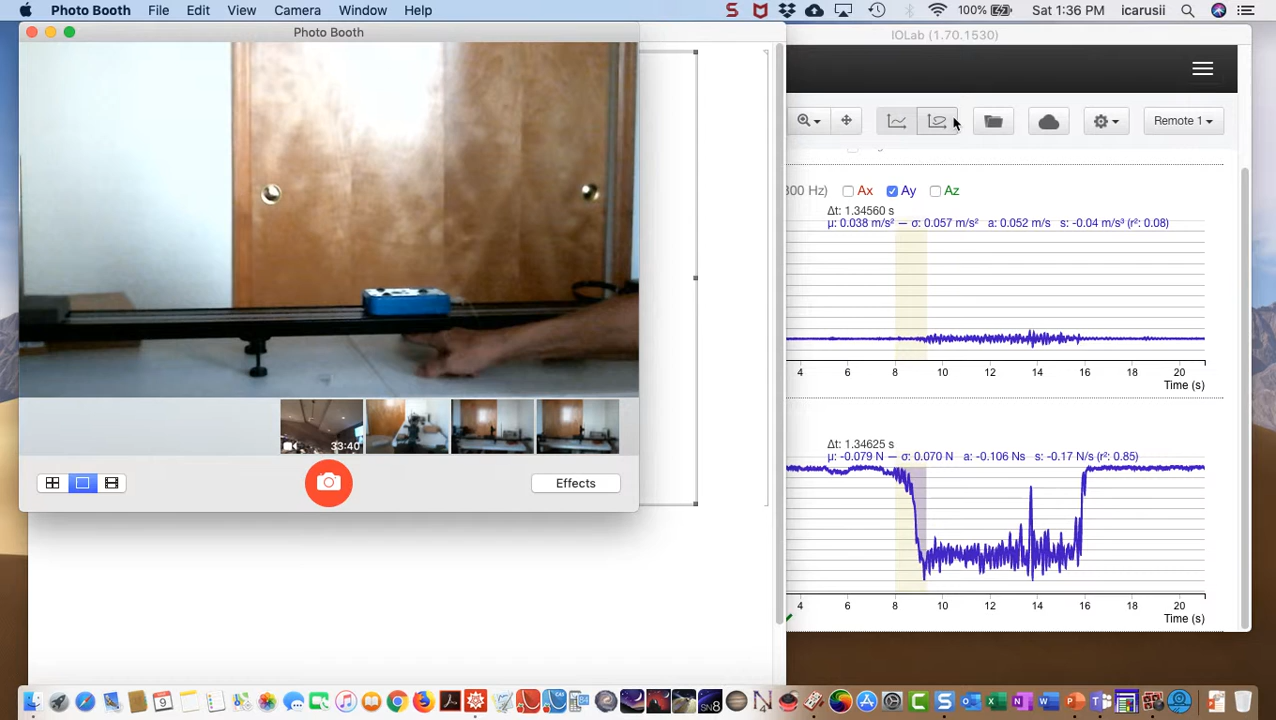 Photo Booth File Edit View Camera Window Help 100% Sat 1:36 PM icarusii
Photo Booth
IOLab (1.70.1530)
Remote 1
300 Hz) Ax Ay Az
Δt: 1.34560 s
μ: 0.038 m/s² — σ: 0.057 m/s² a: 0.052 m/s s: -0.04 m/s³ (r²: 0.08)
4 6 8 10 12 14 16 18 20
Time (s)
33:40
Δt: 1.34625 s
μ: -0.079 N — σ: 0.070 N a: -0.106 Ns s: -0.17 N/s (r²: 0.85)
Effects
4 6 8 10 12 14 16 18 20
Time (s)